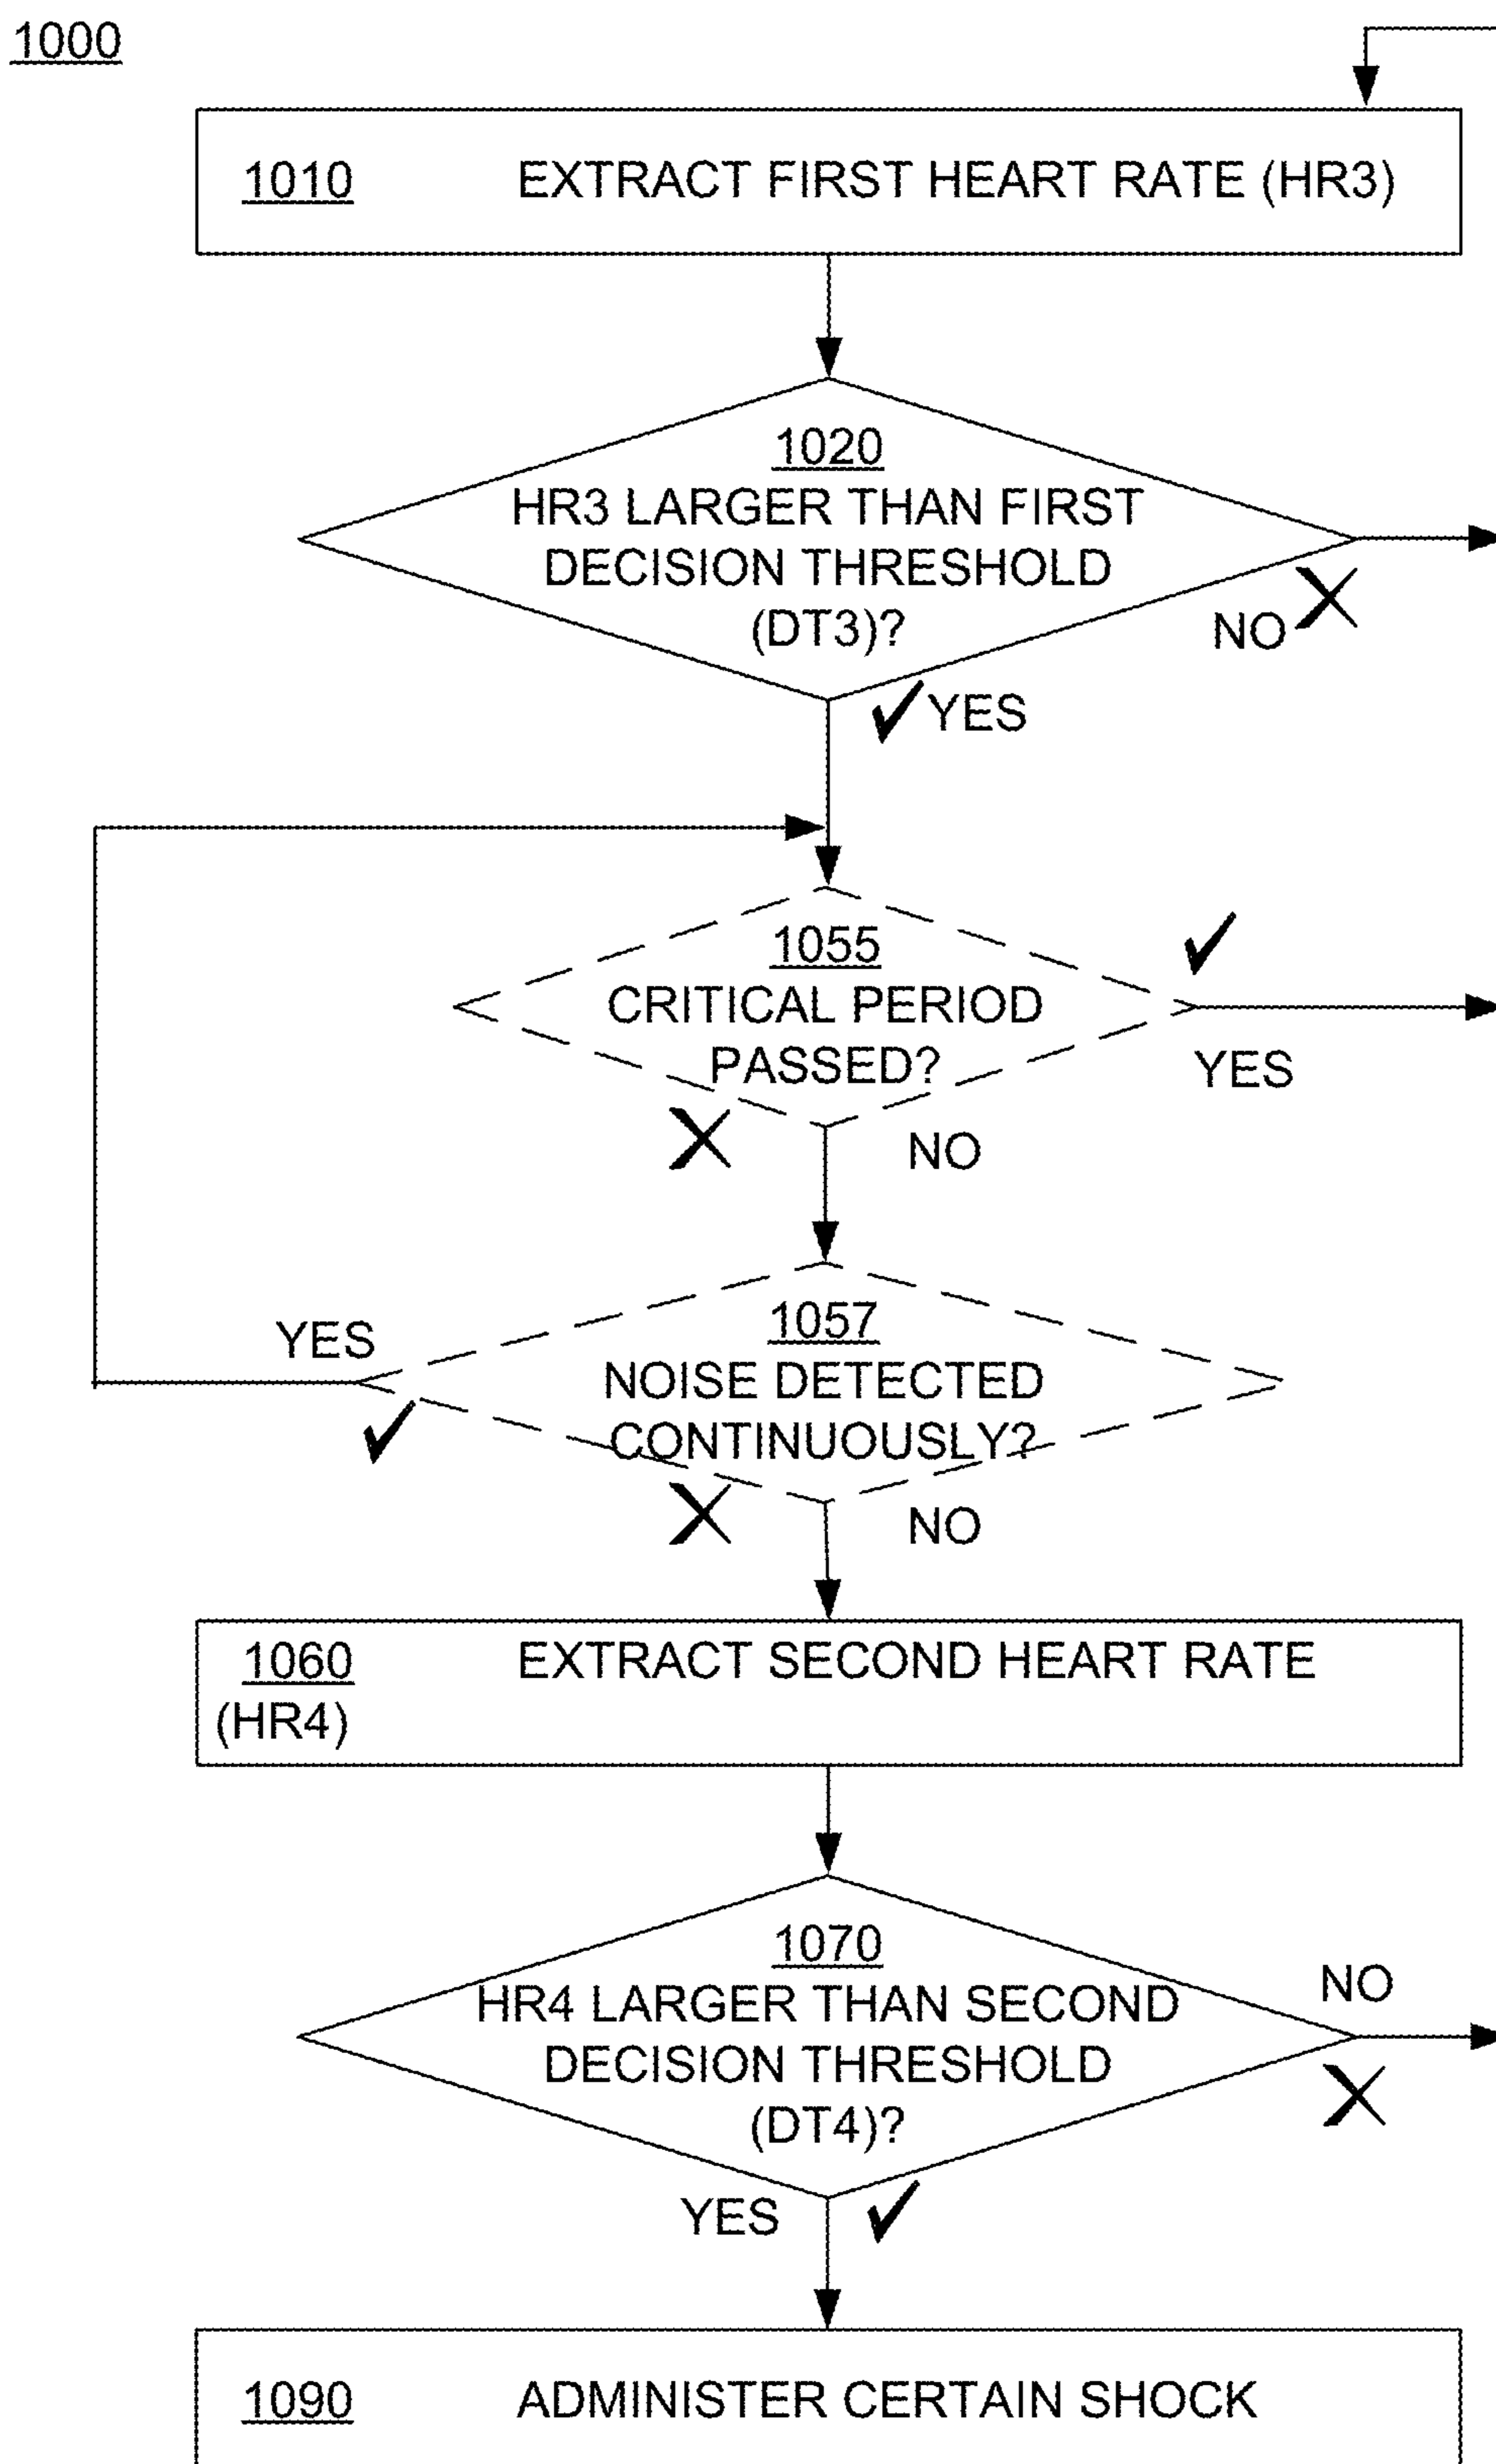 1000
1010 EXTRACT FIRST HEART RATE (HR3)
1020
HR3 LARGER THAN FIRST
DECISION THRESHOLD
(DT3)?
NO
YES
1055
CRITICAL PERIOD
PASSED?
YES
NO
1057
NOISE DETECTED
CONTINUOUSLY?
YES
NO
1060 EXTRACT SECOND HEART RATE
(HR4)
1070
HR4 LARGER THAN SECOND
DECISION THRESHOLD
(DT4)?
NO
YES
1090 ADMINISTER CERTAIN SHOCK